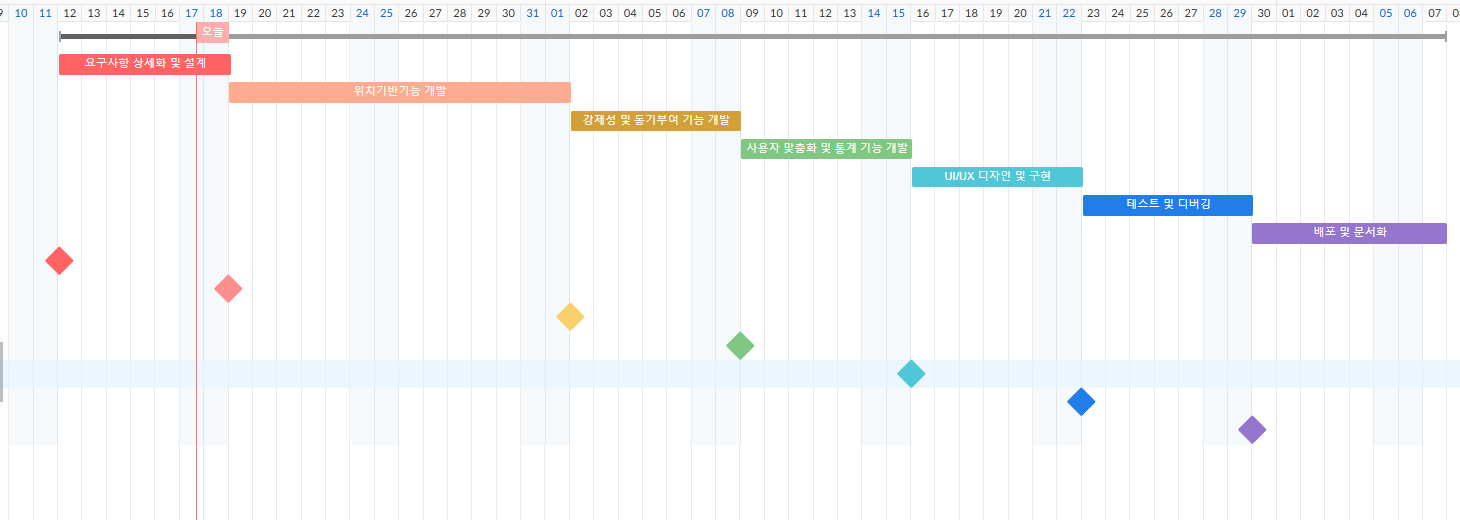 10 11 12 13 14 15 16 17 18 19 20 21 22 23 24 25 26 27 28 29 30 31 01 02 03 04 05 06 07 08 09 10 11 12 13 14 15 16 17 18 19 20 21 22 23 24 25 26 27 28 29 30 01 02 03 04 05 06 07
오늘
요구사항 상세화 및 설계
위치기반기능 개발
강제성 및 동기부여 기능 개발
사용자 맞춤화 및 통계 기능 개발
UI/UX 디자인 및 구현
테스트 및 디버깅
배포 및 문서화